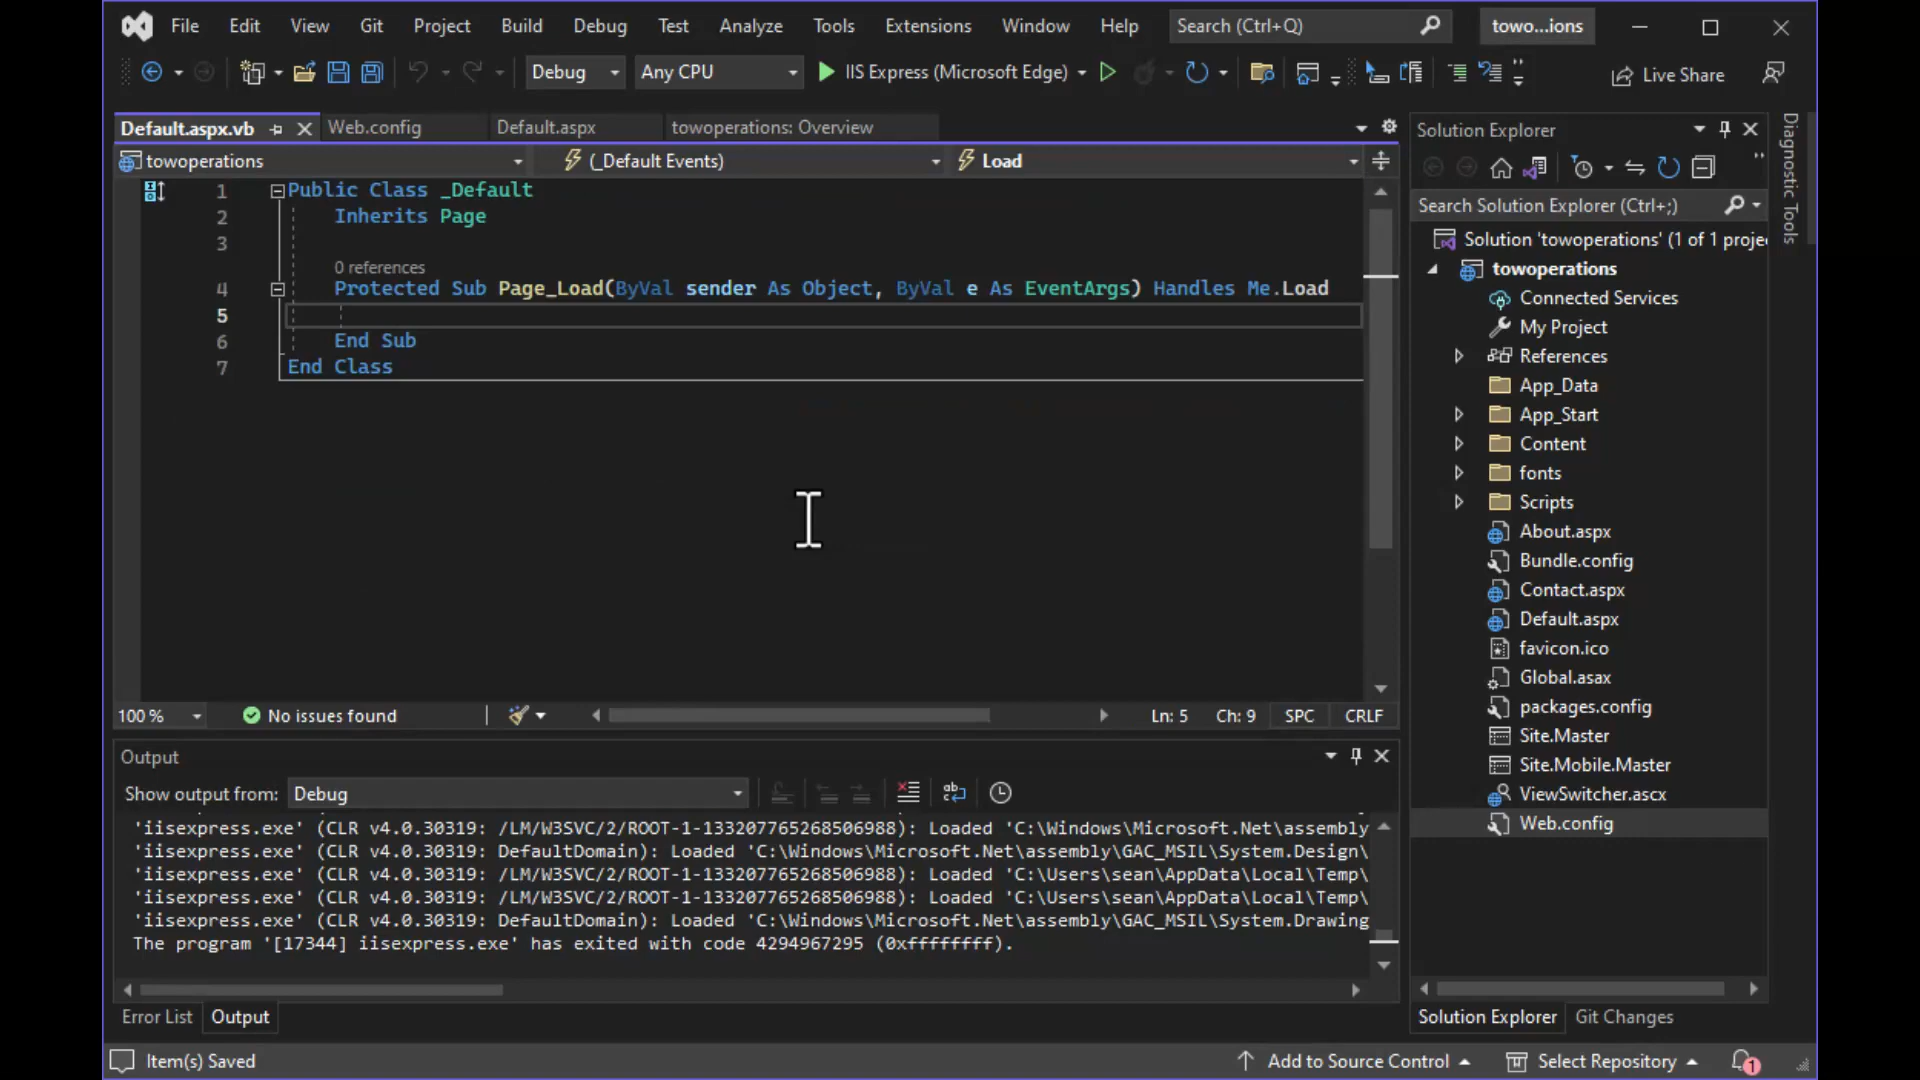 File Edit View Git Project Build Debug Test Analyze Tools Extensions Window Help Search (Ctrl+Q) towo...ions
Debug Any CPU IIS Express (Microsoft Edge) Live Share
Default.aspx.vb Web.config Default.aspx towoperations: Overview
towoperations (_Default Events) Load
1 Public Class _Default
2 Inherits Page
3
0 references
4 Protected Sub Page_Load(ByVal sender As Object, ByVal e As EventArgs) Handles Me.Load
5
6 End Sub
7 End Class
100 % No issues found Ln: 5 Ch: 9 SPC CRLF
Output
Show output from: Debug
'iisexpress.exe' (CLR v4.0.30319: /LM/W3SVC/2/ROOT-1-133207765268506988): Loaded 'C:\Windows\Microsoft.Net\assembly
'iisexpress.exe' (CLR v4.0.30319: DefaultDomain): Loaded 'C:\Windows\Microsoft.Net\assembly\GAC_MSIL\System.Design\
'iisexpress.exe' (CLR v4.0.30319: /LM/W3SVC/2/ROOT-1-133207765268506988): Loaded 'C:\Users\sean\AppData\Local\Temp\
'iisexpress.exe' (CLR v4.0.30319: /LM/W3SVC/2/ROOT-1-133207765268506988): Loaded 'C:\Users\sean\AppData\Local\Temp\
'iisexpress.exe' (CLR v4.0.30319: DefaultDomain): Loaded 'C:\Windows\Microsoft.Net\assembly\GAC_MSIL\System.Drawing
The program '[17344] iisexpress.exe' has exited with code 4294967295 (0xffffffff).
Error List Output
Solution Explorer
Search Solution Explorer (Ctrl+;)
Solution 'towoperations' (1 of 1 proje
towoperations
Connected Services
My Project
References
App_Data
App_Start
Content
fonts
Scripts
About.aspx
Bundle.config
Contact.aspx
Default.aspx
favicon.ico
Global.asax
packages.config
Site.Master
Site.Mobile.Master
ViewSwitcher.ascx
Web.config
Solution Explorer Git Changes
Diagnostic Tools
Item(s) Saved Add to Source Control Select Repository 1